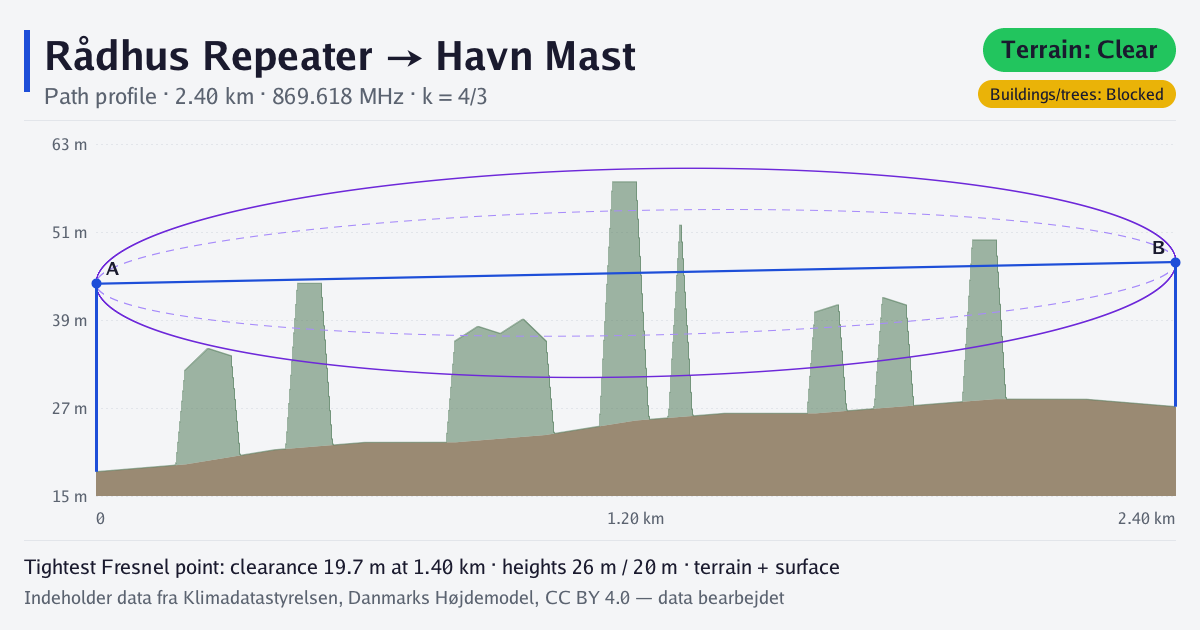 Rådhus Repeater → Havn Mast
Terrain: Clear
Path profile · 2.40 km · 869.618 MHz · k = 4/3
Buildings/trees: Blocked
63 m
51 m
39 m
27 m
15 m
A
B
0
1.20 km
2.40 km
Tightest Fresnel point: clearance 19.7 m at 1.40 km · heights 26 m / 20 m · terrain + surface
Indeholder data fra Klimadatastyrelsen, Danmarks Højdemodel, CC BY 4.0 — data bearbejdet